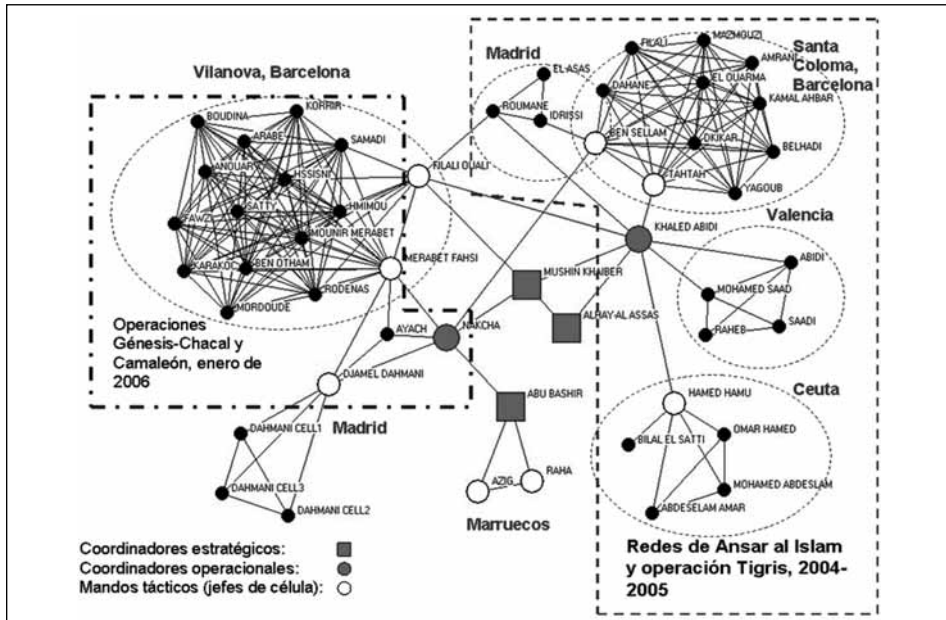 Vilanova, Barcelona
BOUDINA
KORRIR
ARABE
SAMADI
ANOUAR
HSSISNI
SATTY
HMIMOU
FAWZI
MOUNIR MERABET
KARAKOC
BEN OTHAM
RODENAS
MORDOUDE
FILALI OUALI
MERABET FAHSI
Operaciones
Génesis-Chacal y
Camaleón, enero de
2006
AYACH
NAKCHA
DJAMEL DAHMANI
Madrid
DAHMANI CELL1
DAHMANI CELL3
DAHMANI CELL2
Madrid
EL ASAS
ROUMANE
IDRISSI
Santa
Coloma,
Barcelona
FILALI
MAZMOUZI
AMRANI
DAHANE
EL OUARMA
KAMAL AHBAR
BEN SELLAM
DKIKAR
BELHADI
TAHTAH
YAGOUB
KHALED ABIDI
MUSHIN KHAIBER
ALRAY-AL ASSAS
Valencia
ABIDI
MOHAMED SAAD
RAHEB
SAADI
ABU BASHIR
AZIG
RAHA
Marruecos
Ceuta
HAMED HAMU
BILAL EL SATTI
OMAR HAMED
MOHAMED ABDESLAM
ABDESELAM AMAR
Redes de Ansar al Islam
y operación Tigris, 2004-
2005
Coordinadores estratégicos:
Coordinadores operacionales:
Mandos tácticos (jefes de célula):